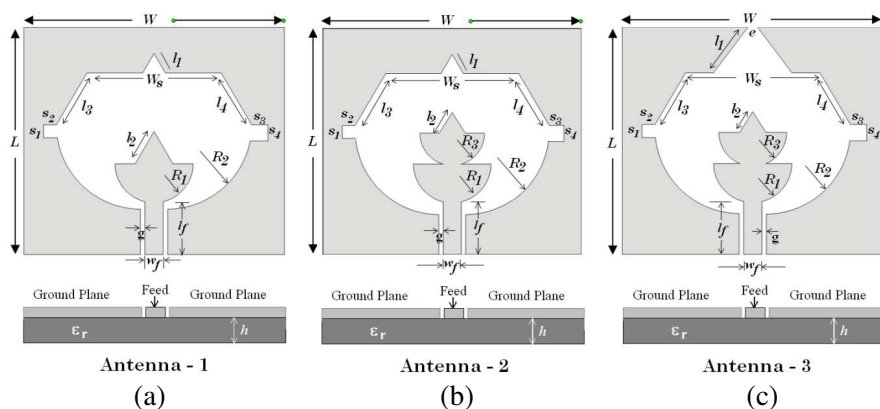 W
l1
Ws
l3
l4
s2
s1
s3
s4
L
l2
R1
R2
g
lf
wf
Ground Plane
Feed
Ground Plane
εr
h
Antenna - 1
(a)
W
l1
Ws
l3
l4
s2
s1
s3
s4
L
l2
R3
R1
R2
g
lf
wf
Ground Plane
Feed
Ground Plane
εr
h
Antenna - 2
(b)
W
e
l1
Ws
l3
l4
s2
s1
s3
s4
L
l2
R3
R1
R2
lf
g
wf
Ground Plane
Feed
Ground Plane
εr
h
Antenna - 3
(c)